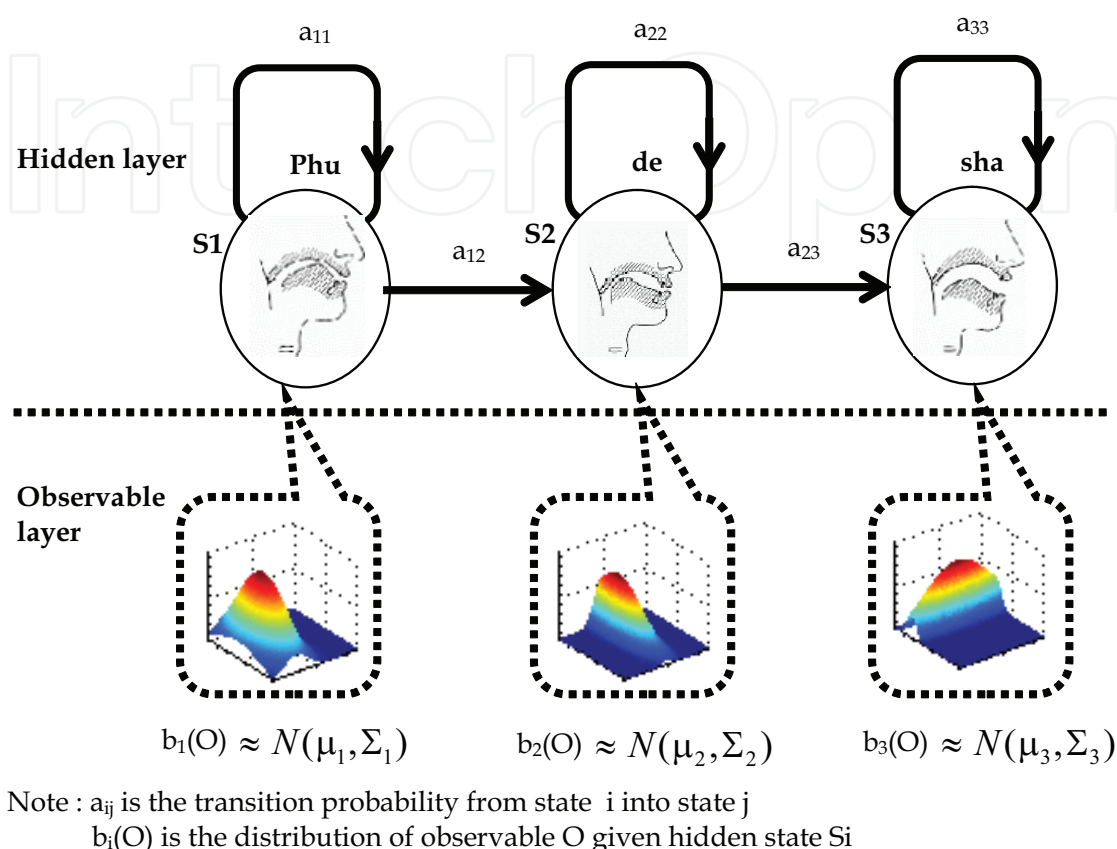 a₁₁ a₂₂ a₃₃
IntechOpen
Hidden layer Phu de sha
S1 S2 S3
a₁₂ a₂₃
Observable
layer
b₁(O) ≈ N(μ₁,Σ₁) b₂(O) ≈ N(μ₂,Σ₂) b₃(O) ≈ N(μ₃,Σ₃)
Note : aᵢⱼ is the transition probability from state i into state j
bᵢ(O) is the distribution of observable O given hidden state Si